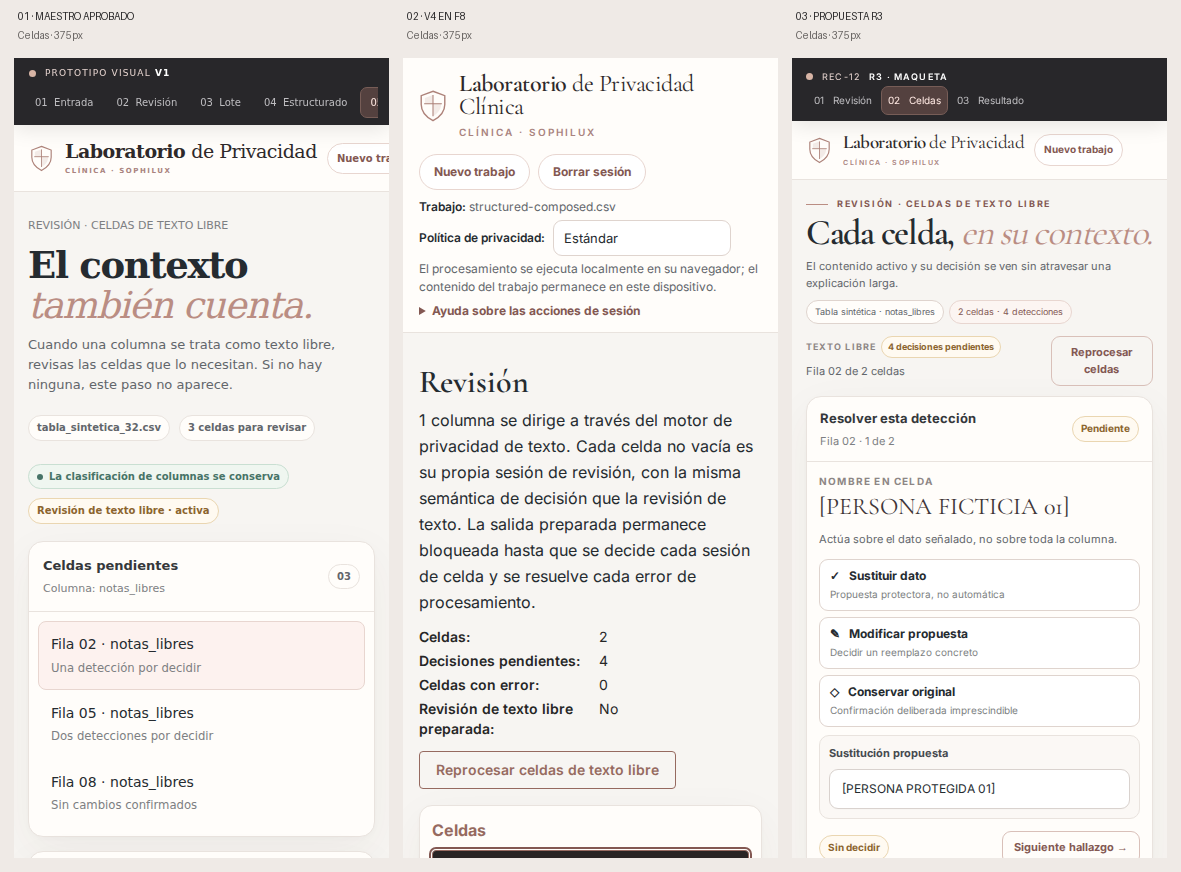 01 · MAESTRO APROBADO
Celdas · 375px
PROTOTIPO VISUAL V1
01 Entrada
02 Revisión
03 Lote
04 Estructurado
Laboratorio de Privacidad
CLÍNICA · SOPHILUX
REVISIÓN · CELDAS DE TEXTO LIBRE
El contexto
también cuenta.
Cuando una columna se trata como texto libre,
revisas las celdas que lo necesitan. Si no hay
ninguna, este paso no aparece.
tabla_sintetica_32.csv
3 celdas para revisar
La clasificación de columnas se conserva
Revisión de texto libre · activa
Celdas pendientes
Columna: notas_libres
03
Fila 02 · notas_libres
Una detección por decidir
Fila 05 · notas_libres
Dos detecciones por decidir
Fila 08 · notas_libres
Sin cambios confirmados
02 · V4 EN F8
Celdas · 375px
Laboratorio de Privacidad
Clínica
CLÍNICA · SOPHILUX
Nuevo trabajo
Borrar sesión
Trabajo: structured-composed.csv
Política de privacidad:
Estándar
El procesamiento se ejecuta localmente en su navegador; el
contenido del trabajo permanece en este dispositivo.
▶ Ayuda sobre las acciones de sesión
Revisión
1 columna se dirige a través del motor de
privacidad de texto. Cada celda no vacía es
su propia sesión de revisión, con la misma
semántica de decisión que la revisión de
texto. La salida preparada permanece
bloqueada hasta que se decide cada sesión
de celda y se resuelve cada error de
procesamiento.
Celdas: 2
Decisiones pendientes: 4
Celdas con error: 0
Revisión de texto libre No
preparada:
Reprocesar celdas de texto libre
Celdas
03 · PROPUESTA R3
Celdas · 375px
REC-12 R3 · MAQUETA
01 Revisión
02 Celdas
03 Resultado
Laboratorio de Privacidad
CLÍNICA · SOPHILUX
Nuevo trabajo
REVISIÓN · CELDAS DE TEXTO LIBRE
Cada celda, en su contexto.
El contenido activo y su decisión se ven sin atravesar una
explicación larga.
Tabla sintética · notas_libres
2 celdas · 4 detecciones
TEXTO LIBRE
4 decisiones pendientes
Fila 02 de 2 celdas
Reprocesar
celdas
Resolver esta detección
Fila 02 · 1 de 2
Pendiente
NOMBRE EN CELDA
[PERSONA FICTICIA 01]
Actúa sobre el dato señalado, no sobre toda la columna.
✓ Sustituir dato
Propuesta protectora, no automática
✎ Modificar propuesta
Decidir un reemplazo concreto
◇ Conservar original
Confirmación deliberada imprescindible
Sustitución propuesta
[PERSONA PROTEGIDA 01]
Sin decidir
Siguiente hallazgo →